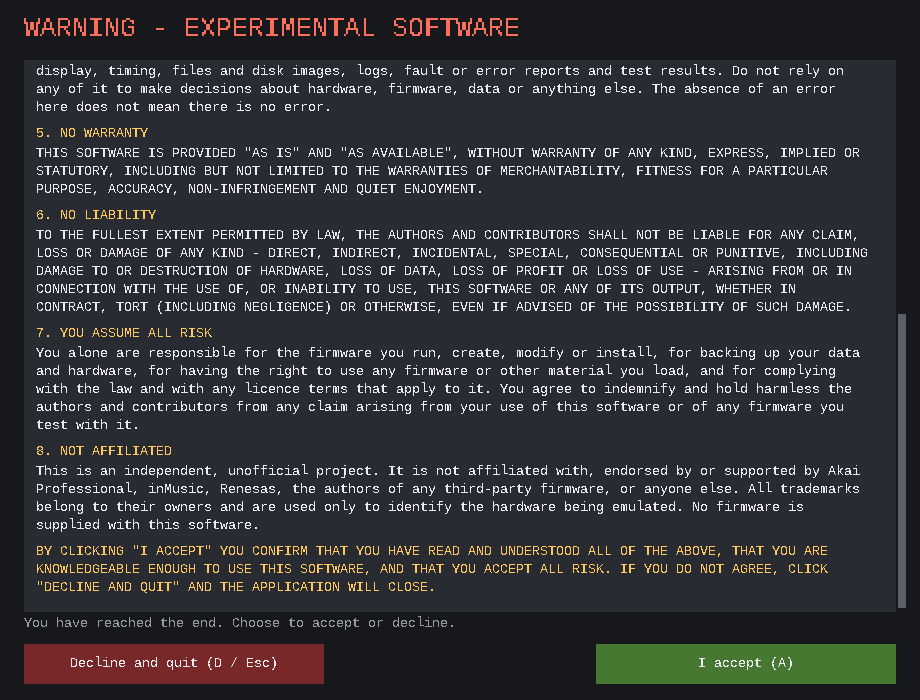 WARNING - EXPERIMENTAL SOFTWARE
display, timing, files and disk images, logs, fault or error reports and test results. Do not rely on
any of it to make decisions about hardware, firmware, data or anything else. The absence of an error
here does not mean there is no error.
5. NO WARRANTY
THIS SOFTWARE IS PROVIDED "AS IS" AND "AS AVAILABLE", WITHOUT WARRANTY OF ANY KIND, EXPRESS, IMPLIED OR
STATUTORY, INCLUDING BUT NOT LIMITED TO THE WARRANTIES OF MERCHANTABILITY, FITNESS FOR A PARTICULAR
PURPOSE, ACCURACY, NON-INFRINGEMENT AND QUIET ENJOYMENT.
6. NO LIABILITY
TO THE FULLEST EXTENT PERMITTED BY LAW, THE AUTHORS AND CONTRIBUTORS SHALL NOT BE LIABLE FOR ANY CLAIM,
LOSS OR DAMAGE OF ANY KIND - DIRECT, INDIRECT, INCIDENTAL, SPECIAL, CONSEQUENTIAL OR PUNITIVE, INCLUDING
DAMAGE TO OR DESTRUCTION OF HARDWARE, LOSS OF DATA, LOSS OF PROFIT OR LOSS OF USE - ARISING FROM OR IN
CONNECTION WITH THE USE OF, OR INABILITY TO USE, THIS SOFTWARE OR ANY OF ITS OUTPUT, WHETHER IN
CONTRACT, TORT (INCLUDING NEGLIGENCE) OR OTHERWISE, EVEN IF ADVISED OF THE POSSIBILITY OF SUCH DAMAGE.
7. YOU ASSUME ALL RISK
You alone are responsible for the firmware you run, create, modify or install, for backing up your data
and hardware, for having the right to use any firmware or other material you load, and for complying
with the law and with any licence terms that apply to it. You agree to indemnify and hold harmless the
authors and contributors from any claim arising from your use of this software or of any firmware you
test with it.
8. NOT AFFILIATED
This is an independent, unofficial project. It is not affiliated with, endorsed by or supported by Akai
Professional, inMusic, Renesas, the authors of any third-party firmware, or anyone else. All trademarks
belong to their owners and are used only to identify the hardware being emulated. No firmware is
supplied with this software.
BY CLICKING "I ACCEPT" YOU CONFIRM THAT YOU HAVE READ AND UNDERSTOOD ALL OF THE ABOVE, THAT YOU ARE
KNOWLEDGEABLE ENOUGH TO USE THIS SOFTWARE, AND THAT YOU ACCEPT ALL RISK. IF YOU DO NOT AGREE, CLICK
"DECLINE AND QUIT" AND THE APPLICATION WILL CLOSE.
You have reached the end. Choose to accept or decline.
Decline and quit (D / Esc)
I accept (A)